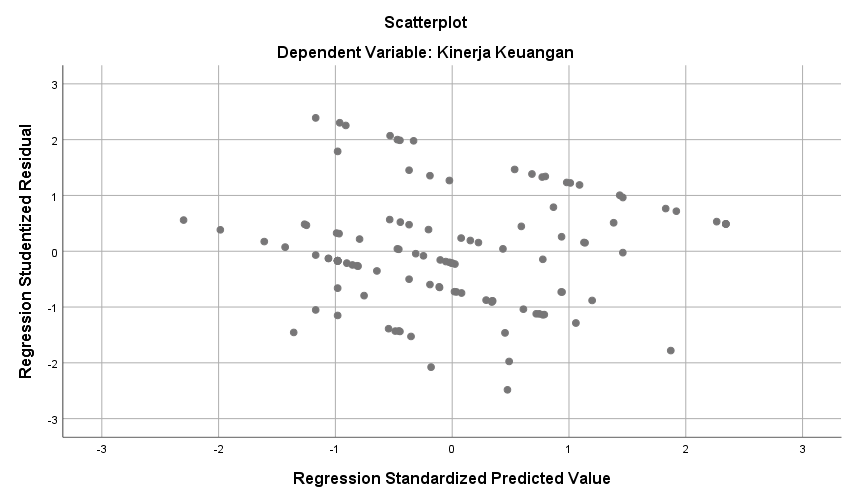 Scatterplot
Dependent Variable: Kinerja Keuangan
Regression Studentized Residual
3
2
1
0
-1
-2
-3
-3 -2 -1 0 1 2 3
Regression Standardized Predicted Value